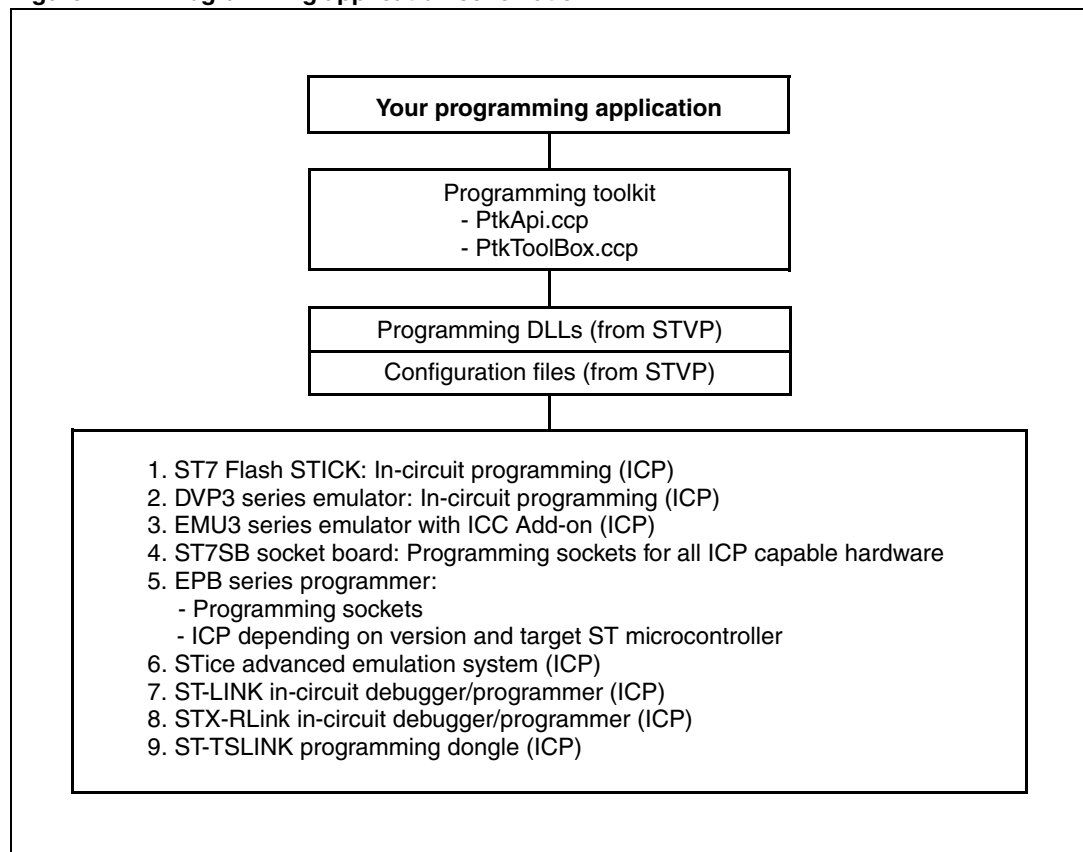 Your programming application
Programming toolkit
- PtkApi.ccp
- PtkToolBox.ccp
Programming DLLs (from STVP)
Configuration files (from STVP)
1. ST7 Flash STICK: In-circuit programming (ICP)
2. DVP3 series emulator: In-circuit programming (ICP)
3. EMU3 series emulator with ICC Add-on (ICP)
4. ST7SB socket board: Programming sockets for all ICP capable hardware
5. EPB series programmer:
- Programming sockets
- ICP depending on version and target ST microcontroller
6. STice advanced emulation system (ICP)
7. ST-LINK in-circuit debugger/programmer (ICP)
8. STX-RLink in-circuit debugger/programmer (ICP)
9. ST-TSLINK programming dongle (ICP)